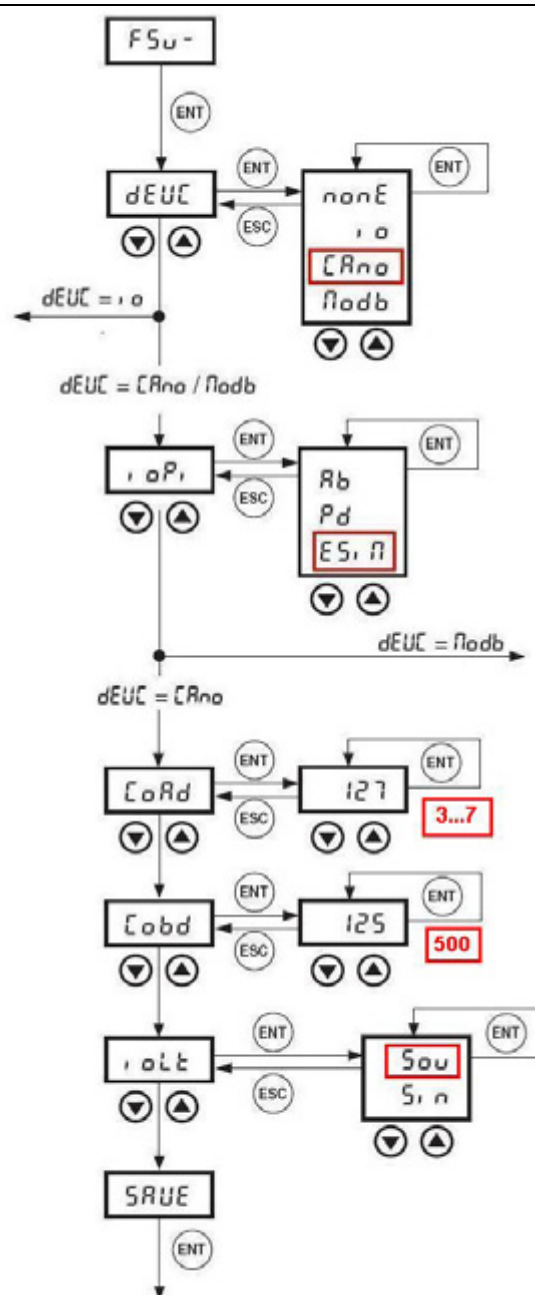 FSu-
ENT
dEUC
ENT
ESC
nonE
io
CAno
Modb
ENT
dEUC = io
dEUC = CAno / Modb
ioPi
ENT
ESC
Ab
Pd
ESiM
ENT
dEUC = Modb
dEUC = CAno
CoAd
ENT
ESC
127
ENT
3...7
Cobd
ENT
ESC
125
ENT
500
ioLt
ENT
ESC
Sou
Sin
ENT
SAUE
ENT